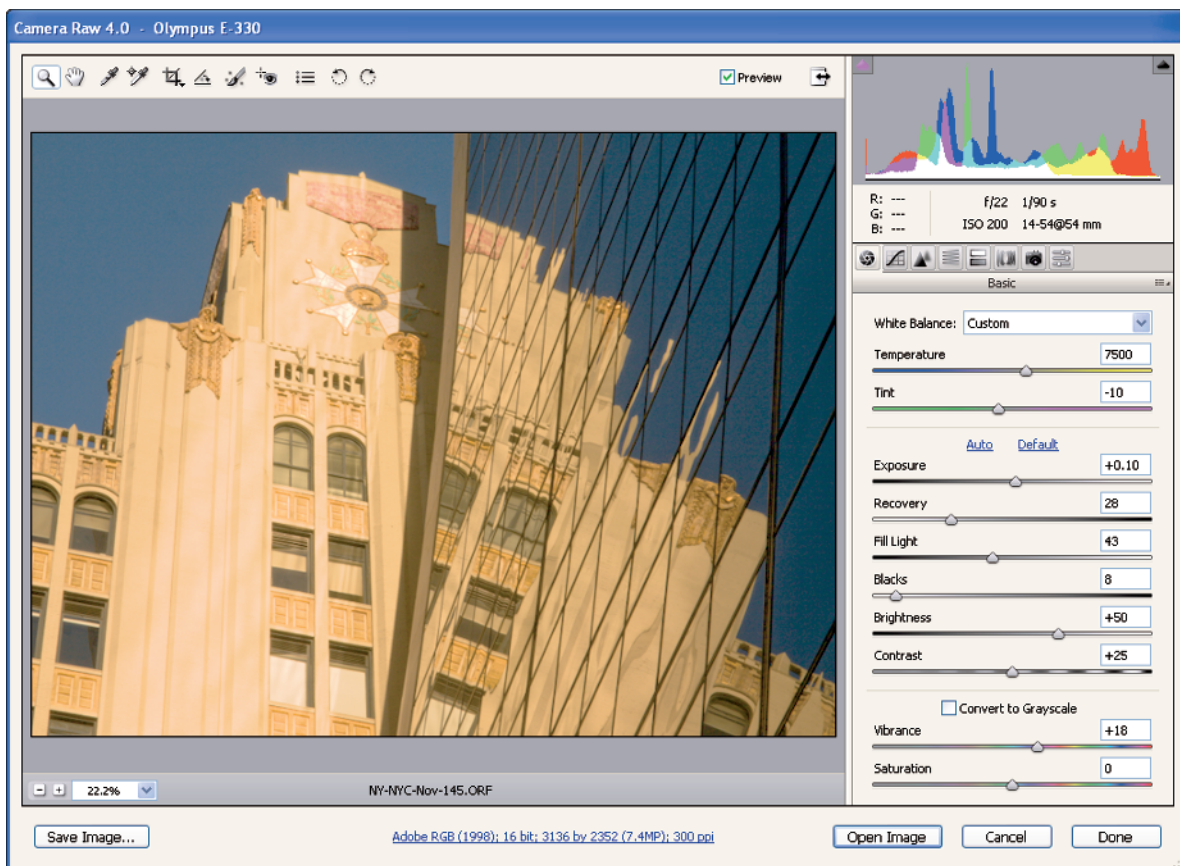 Camera Raw 4.0 - Olympus E-330
Preview
R: ---
G: ---
B: ---
f/22 1/90 s
ISO 200 14-54@54 mm
Basic
White Balance: Custom
Temperature 7500
Tint -10
Auto Default
Exposure +0.10
Recovery 28
Fill Light 43
Blacks 8
Brightness +50
Contrast +25
Convert to Grayscale
Vibrance +18
Saturation 0
22.2%
NY-NYC-Nov-145.ORF
Save Image...
Adobe RGB (1998); 16 bit; 3136 by 2352 (7.4MP); 300 ppi
Open Image
Cancel
Done